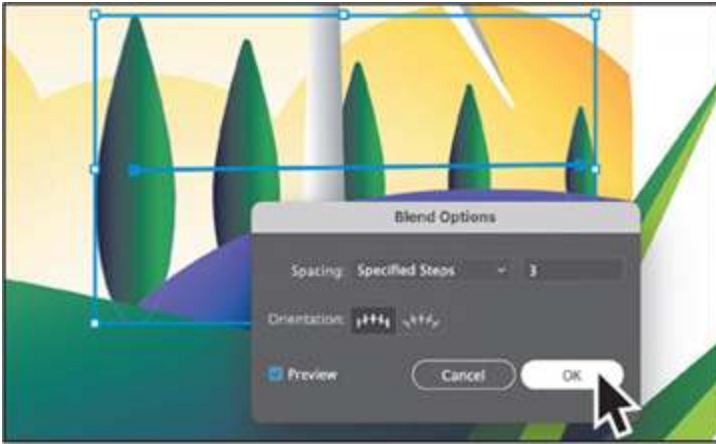 Blend Options
Spacing: Specified Steps 3
Orientation:
Preview Cancel OK